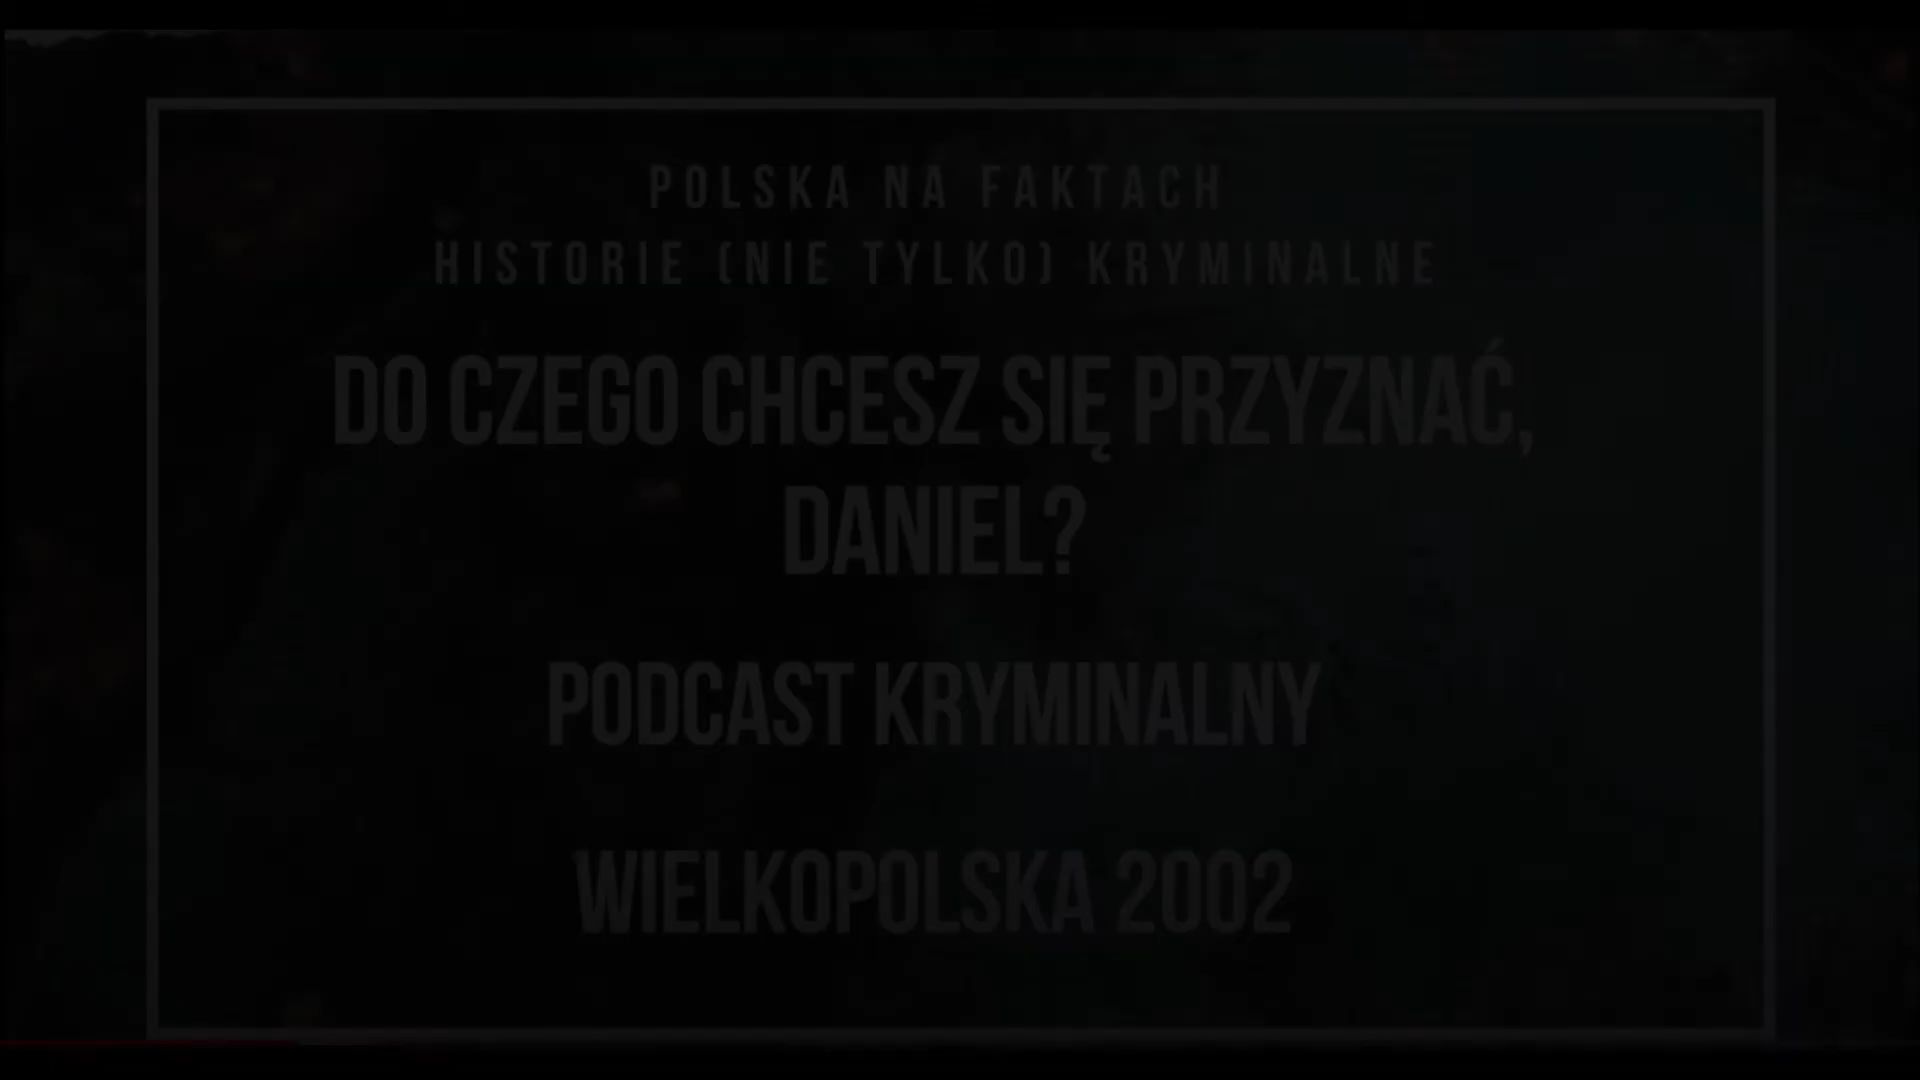 POLSKA NA FAKTACH
HISTORIE (NIE TYLKO) KRYMINALNE
DO CZEGO CHCESZ SIĘ PRZYZNAĆ,
DANIEL?
PODCAST KRYMINALNY
WIELKOPOLSKA 2002